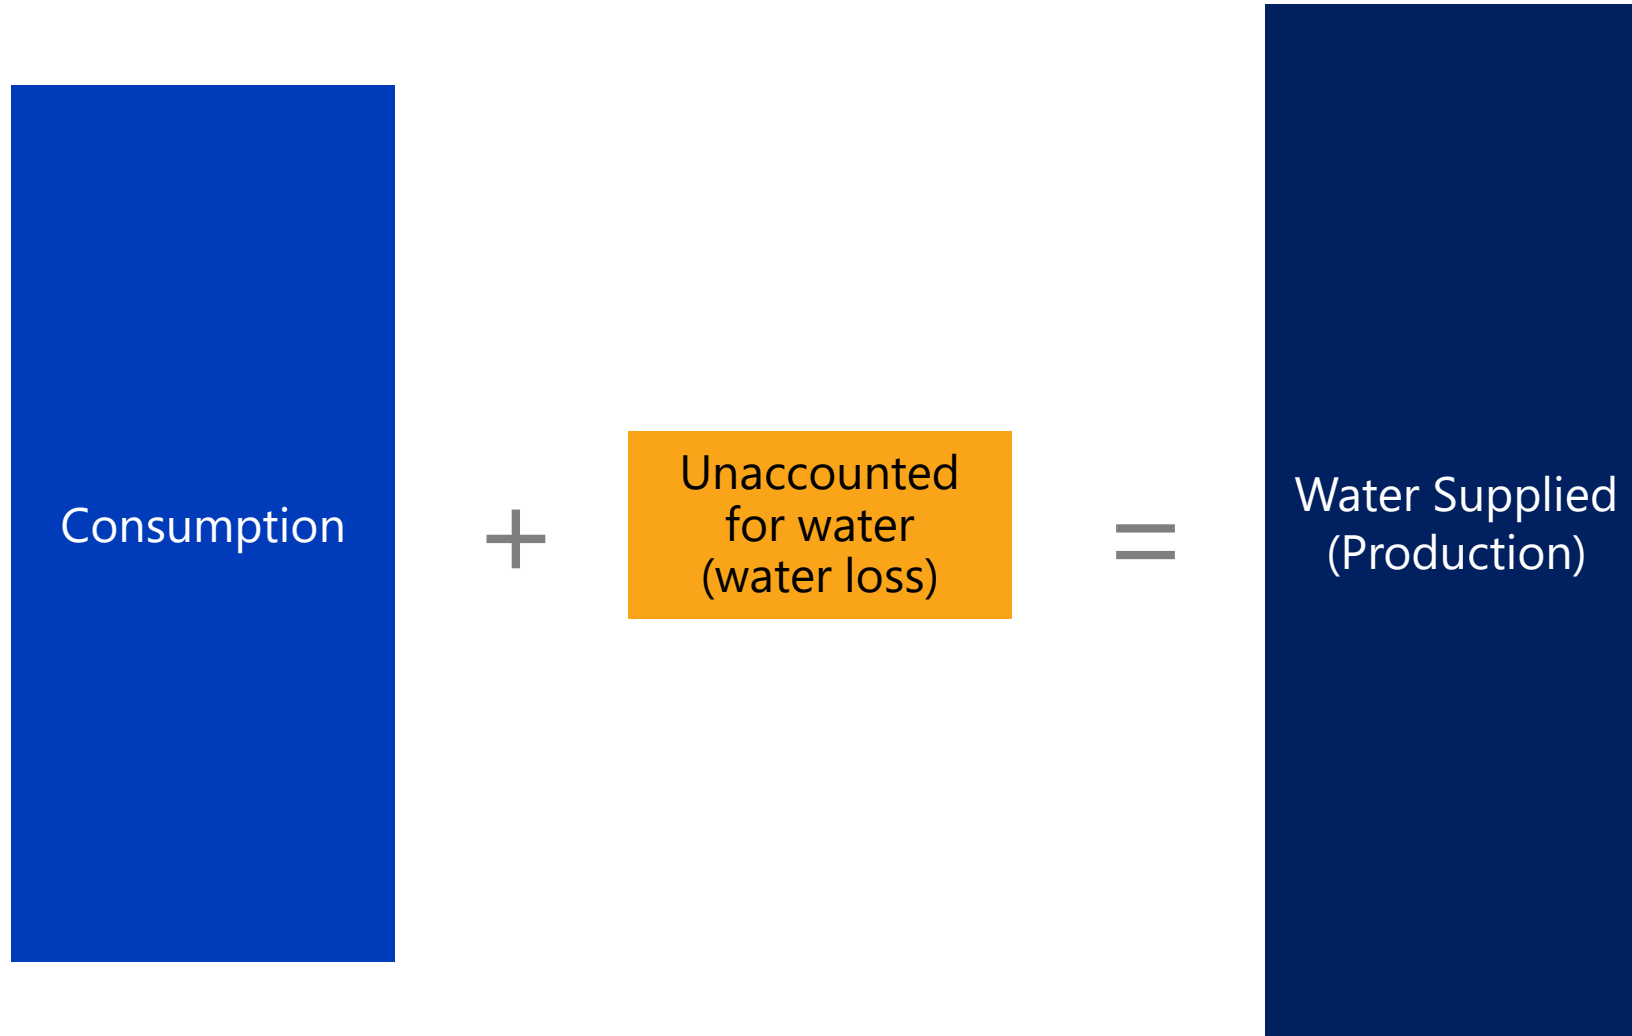 Consumption
+
Unaccounted
for water
(water loss)
=
Water Supplied
(Production)